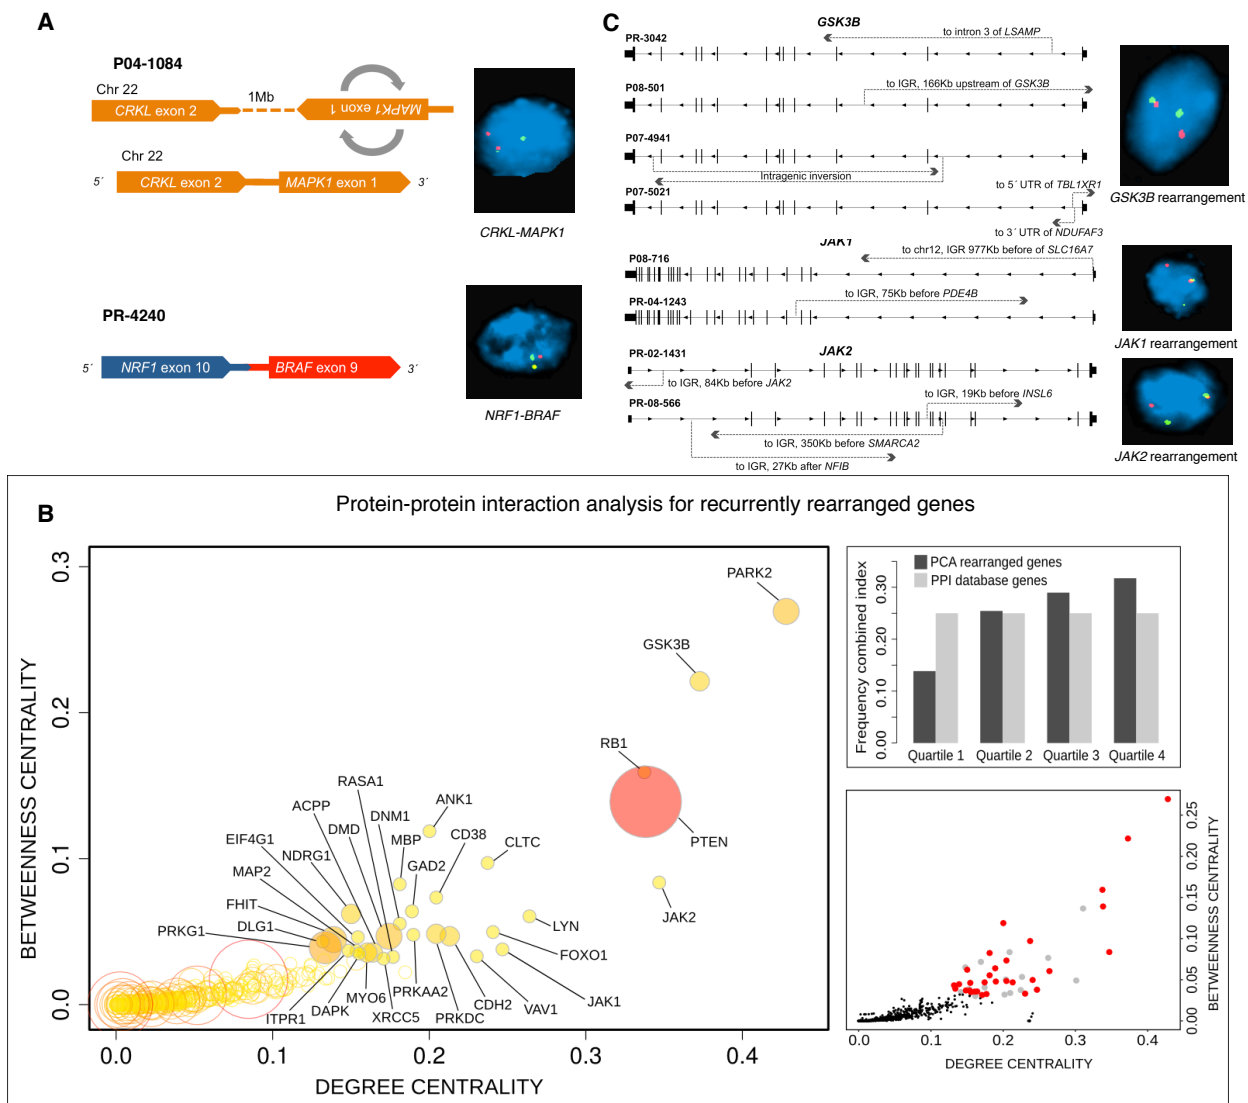 A
P04-1084
Chr 22
1Mb
CRKL exon 2
MAPK1 exon 1
Chr 22
5´
CRKL exon 2
MAPK1 exon 1
3´
CRKL-MAPK1
PR-4240
5´
NRF1 exon 10
BRAF exon 9
3´
NRF1-BRAF
C
GSK3B
PR-3042
to intron 3 of LSAMP
P08-501
to IGR, 166Kb upstream of GSK3B
P07-4941
Intragenic inversion
P07-5021
to 5´ UTR of TBL1XR1
to 3´ UTR of NDUFAF3
GSK3B rearrangement
JAK1
P08-716
to chr12, IGR 977Kb before of SLC16A7
PR-04-1243
to IGR, 75Kb before PDE4B
JAK1 rearrangement
JAK2
PR-02-1431
to IGR, 84Kb before JAK2
PR-08-566
to IGR, 19Kb before INSL6
to IGR, 350Kb before SMARCA2
to IGR, 27Kb after NFIB
JAK2 rearrangement
B
Protein-protein interaction analysis for recurrently rearranged genes
BETWEENNESS CENTRALITY
0.3
0.2
0.1
0.0
PARK2
GSK3B
RB1
PTEN
JAK2
RASA1
ACPP
DNM1
ANK1
EIF4G1
DMD
MBP
CD38
CLTC
NDRG1
GAD2
MAP2
FHIT
DLG1
PRKG1
LYN
FOXO1
JAK1
VAV1
CDH2
PRKDC
PRKAA2
XRCC5
MYO6
DAPK
ITPR1
0.0
0.1
0.2
0.3
0.4
DEGREE CENTRALITY
Frequency combined index
0.30
0.20
0.10
0.00
PCA rearranged genes
PPI database genes
Quartile 1
Quartile 2
Quartile 3
Quartile 4
0.25
0.20
0.15
0.10
0.05
0.00
BETWEENNESS CENTRALITY
0.0
0.1
0.2
0.3
0.4
DEGREE CENTRALITY